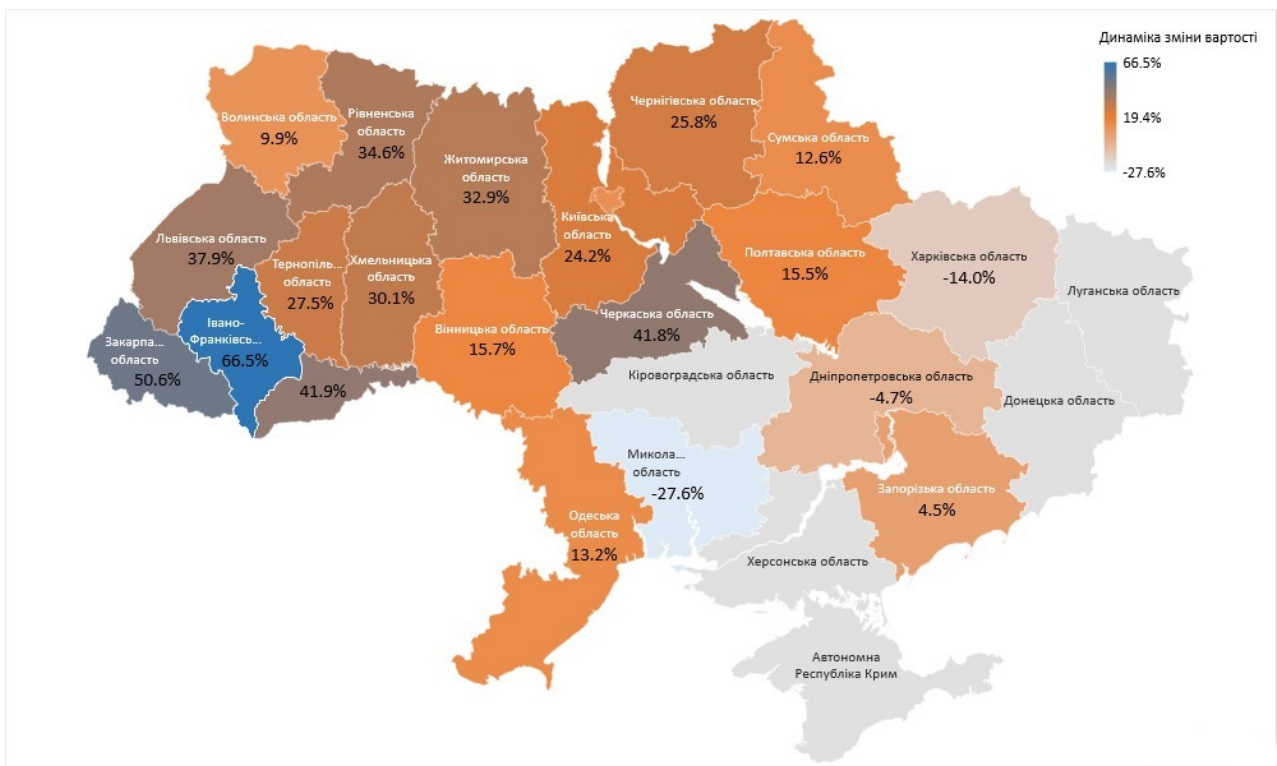 Динаміка зміни вартості
66.5%
19.4%
-27.6%
Волинська область
9.9%
Рівненська
область
34.6%
Житомирська
область
32.9%
Чернігівська область
25.8%
Сумська область
12.6%
Львівська область
37.9%
Тернопіль...
область
27.5%
Хмельницька
область
30.1%
Київська
область
24.2%
Полтавська область
15.5%
Харківська область
-14.0%
Луганська область
Закарпа...
область
50.6%
Івано-
Франківсь...
66.5%
41.9%
Вінницька область
15.7%
Черкаська область
41.8%
Кіровоградська область
Дніпропетровська область
-4.7%
Донецька область
Микола...
область
-27.6%
Запорізька область
4.5%
Одеська
область
13.2%
Херсонська область
Автономна
Республіка Крим